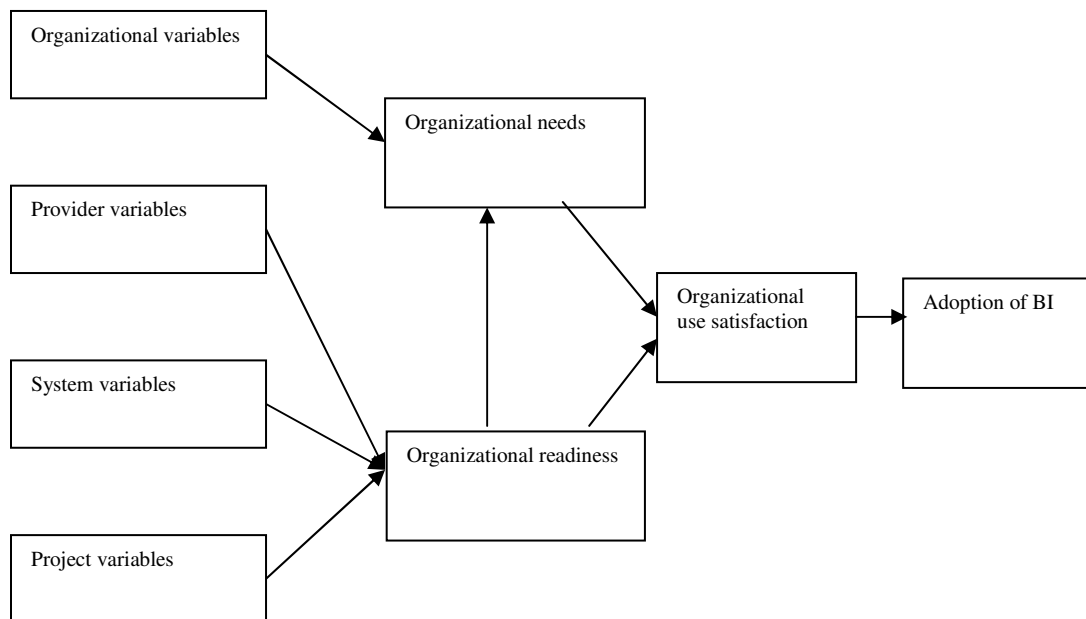 Organizational variables
Organizational needs
Provider variables
Organizational
use satisfaction
Adoption of BI
System variables
Organizational readiness
Project variables